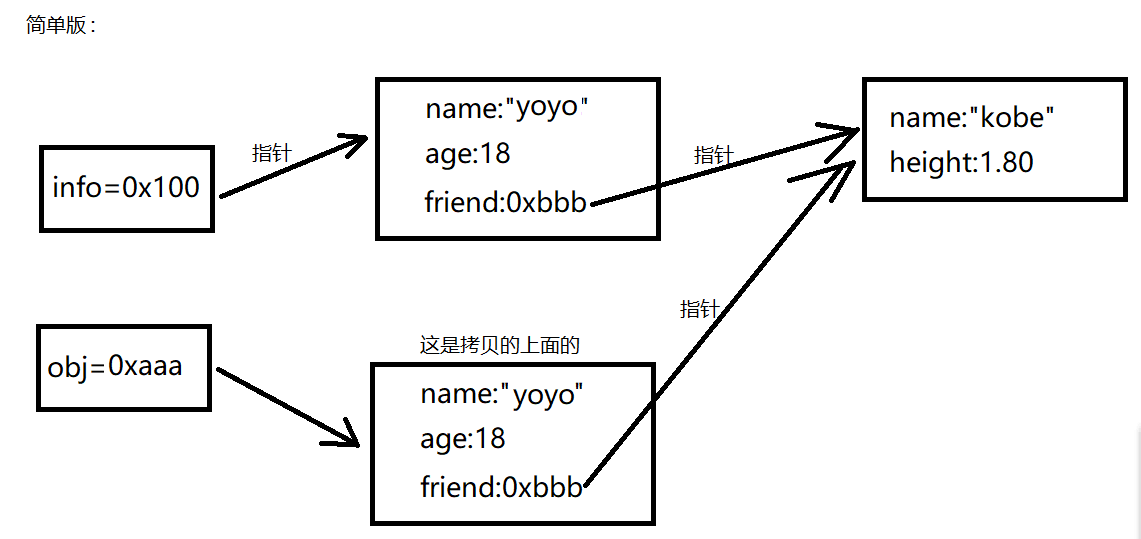 简单版：
name:"yoyo"
age:18
friend:0xbbb
name:"kobe"
height:1.80
指针
指针
info=0x100
指针
obj=0xaaa
这是拷贝的上面的
name:"yoyo"
age:18
friend:0xbbb